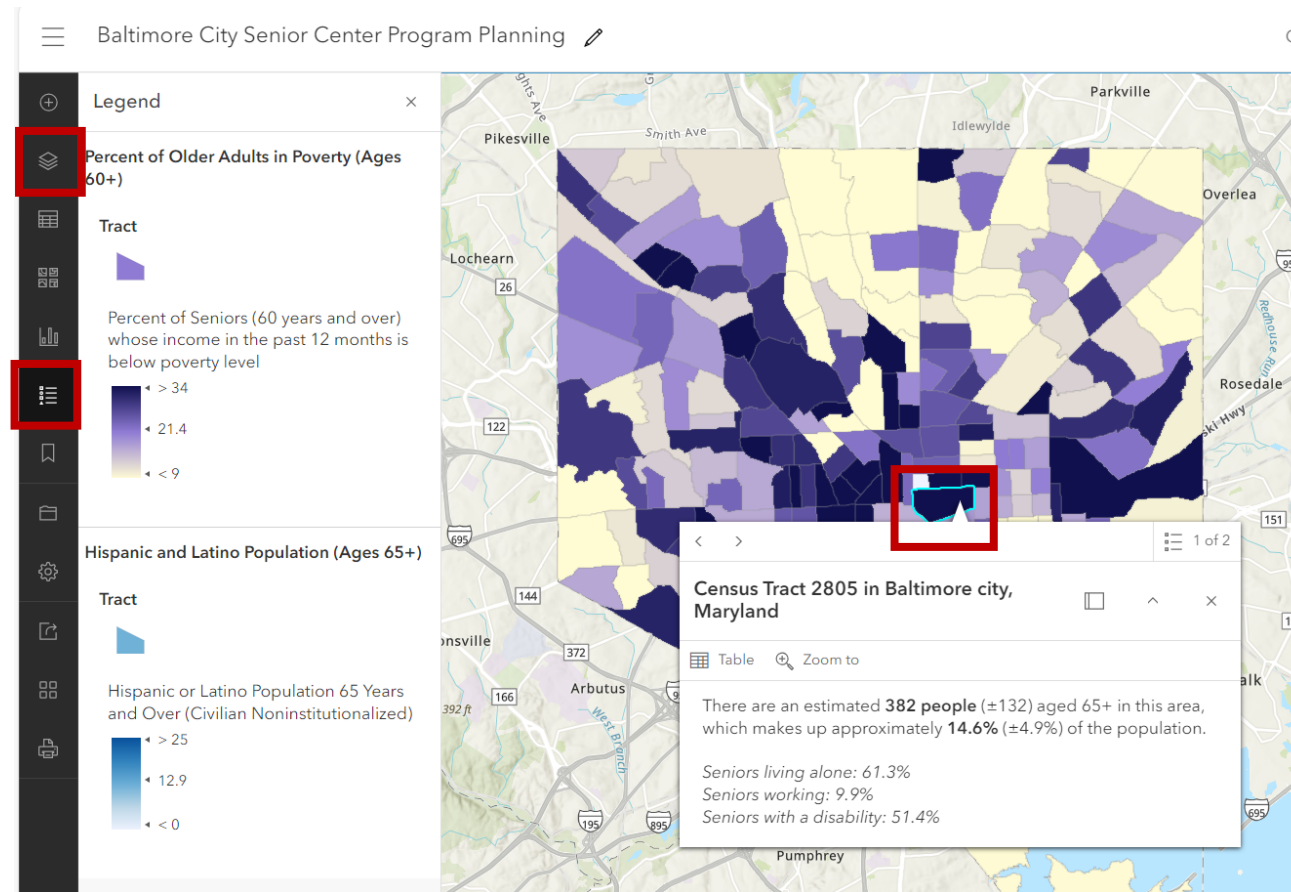 Baltimore City Senior Center Program Planning
Legend
Percent of Older Adults in Poverty (Ages
60+)
Tract
Percent of Seniors (60 years and over)
whose income in the past 12 months is
below poverty level
> 34
21.4
< 9
Hispanic and Latino Population (Ages 65+)
Tract
Hispanic or Latino Population 65 Years
and Over (Civilian Noninstitutionalized)
> 25
12.9
< 0
Parkville
Idlewylde
Pikesville
Smith Ave
Overlea
Lochearn
26
Redhouse Run
Rosedale
122
ski Hwy
695
151
144
onsville
372
Arbutus
166
392 ft
West Branch
195
895
Pumphrey
alk
695
1 of 2
Census Tract 2805 in Baltimore city,
Maryland
Table
Zoom to
There are an estimated 382 people (±132) aged 65+ in this area,
which makes up approximately 14.6% (±4.9%) of the population.
Seniors living alone: 61.3%
Seniors working: 9.9%
Seniors with a disability: 51.4%